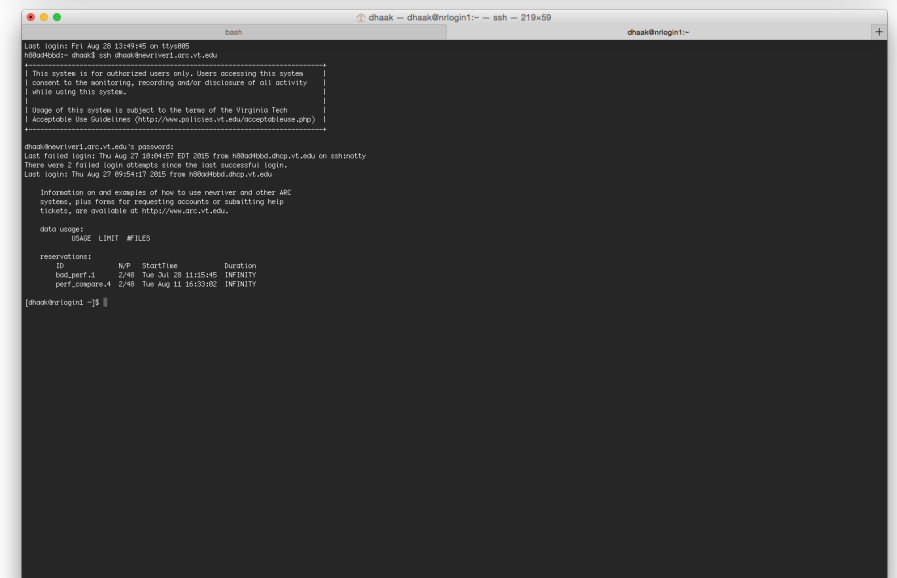 dhaak — dhaak@nrlogin1:~ — ssh — 219×59
bash
dhaak@nrlogin1:~
+
Last login: Fri Aug 28 13:49:45 on ttys005
h80ad4bbd:~ dhaak$ ssh dhaak@newriver1.arc.vt.edu
+--------------------------------------------------------------------------+
| This system is for authorized users only. Users accessing this system |
| consent to the monitoring, recording and/or disclosure of all activity |
| while using this system. |
| |
| Usage of this system is subject to the terms of the Virginia Tech |
| Acceptable Use Guidelines (http://www.policies.vt.edu/acceptableuse.php) |
+--------------------------------------------------------------------------+
dhaak@newriver1.arc.vt.edu's password:
Last failed login: Thu Aug 27 10:04:57 EDT 2015 from h80ad4bbd.dhcp.vt.edu on ssh:notty
There were 2 failed login attempts since the last successful login.
Last login: Thu Aug 27 09:54:17 2015 from h80ad4bbd.dhcp.vt.edu
Information on and examples of how to use newriver and other ARC
systems, plus forms for requesting accounts or submitting help
tickets, are available at http://www.arc.vt.edu.
data usage:
USAGE LIMIT #FILES
reservations:
ID N/P StartTime Duration
bad_perf.1 2/48 Tue Jul 28 11:15:45 INFINITY
perf_compare.4 2/48 Tue Aug 11 16:33:02 INFINITY
[dhaak@nrlogin1 ~]$